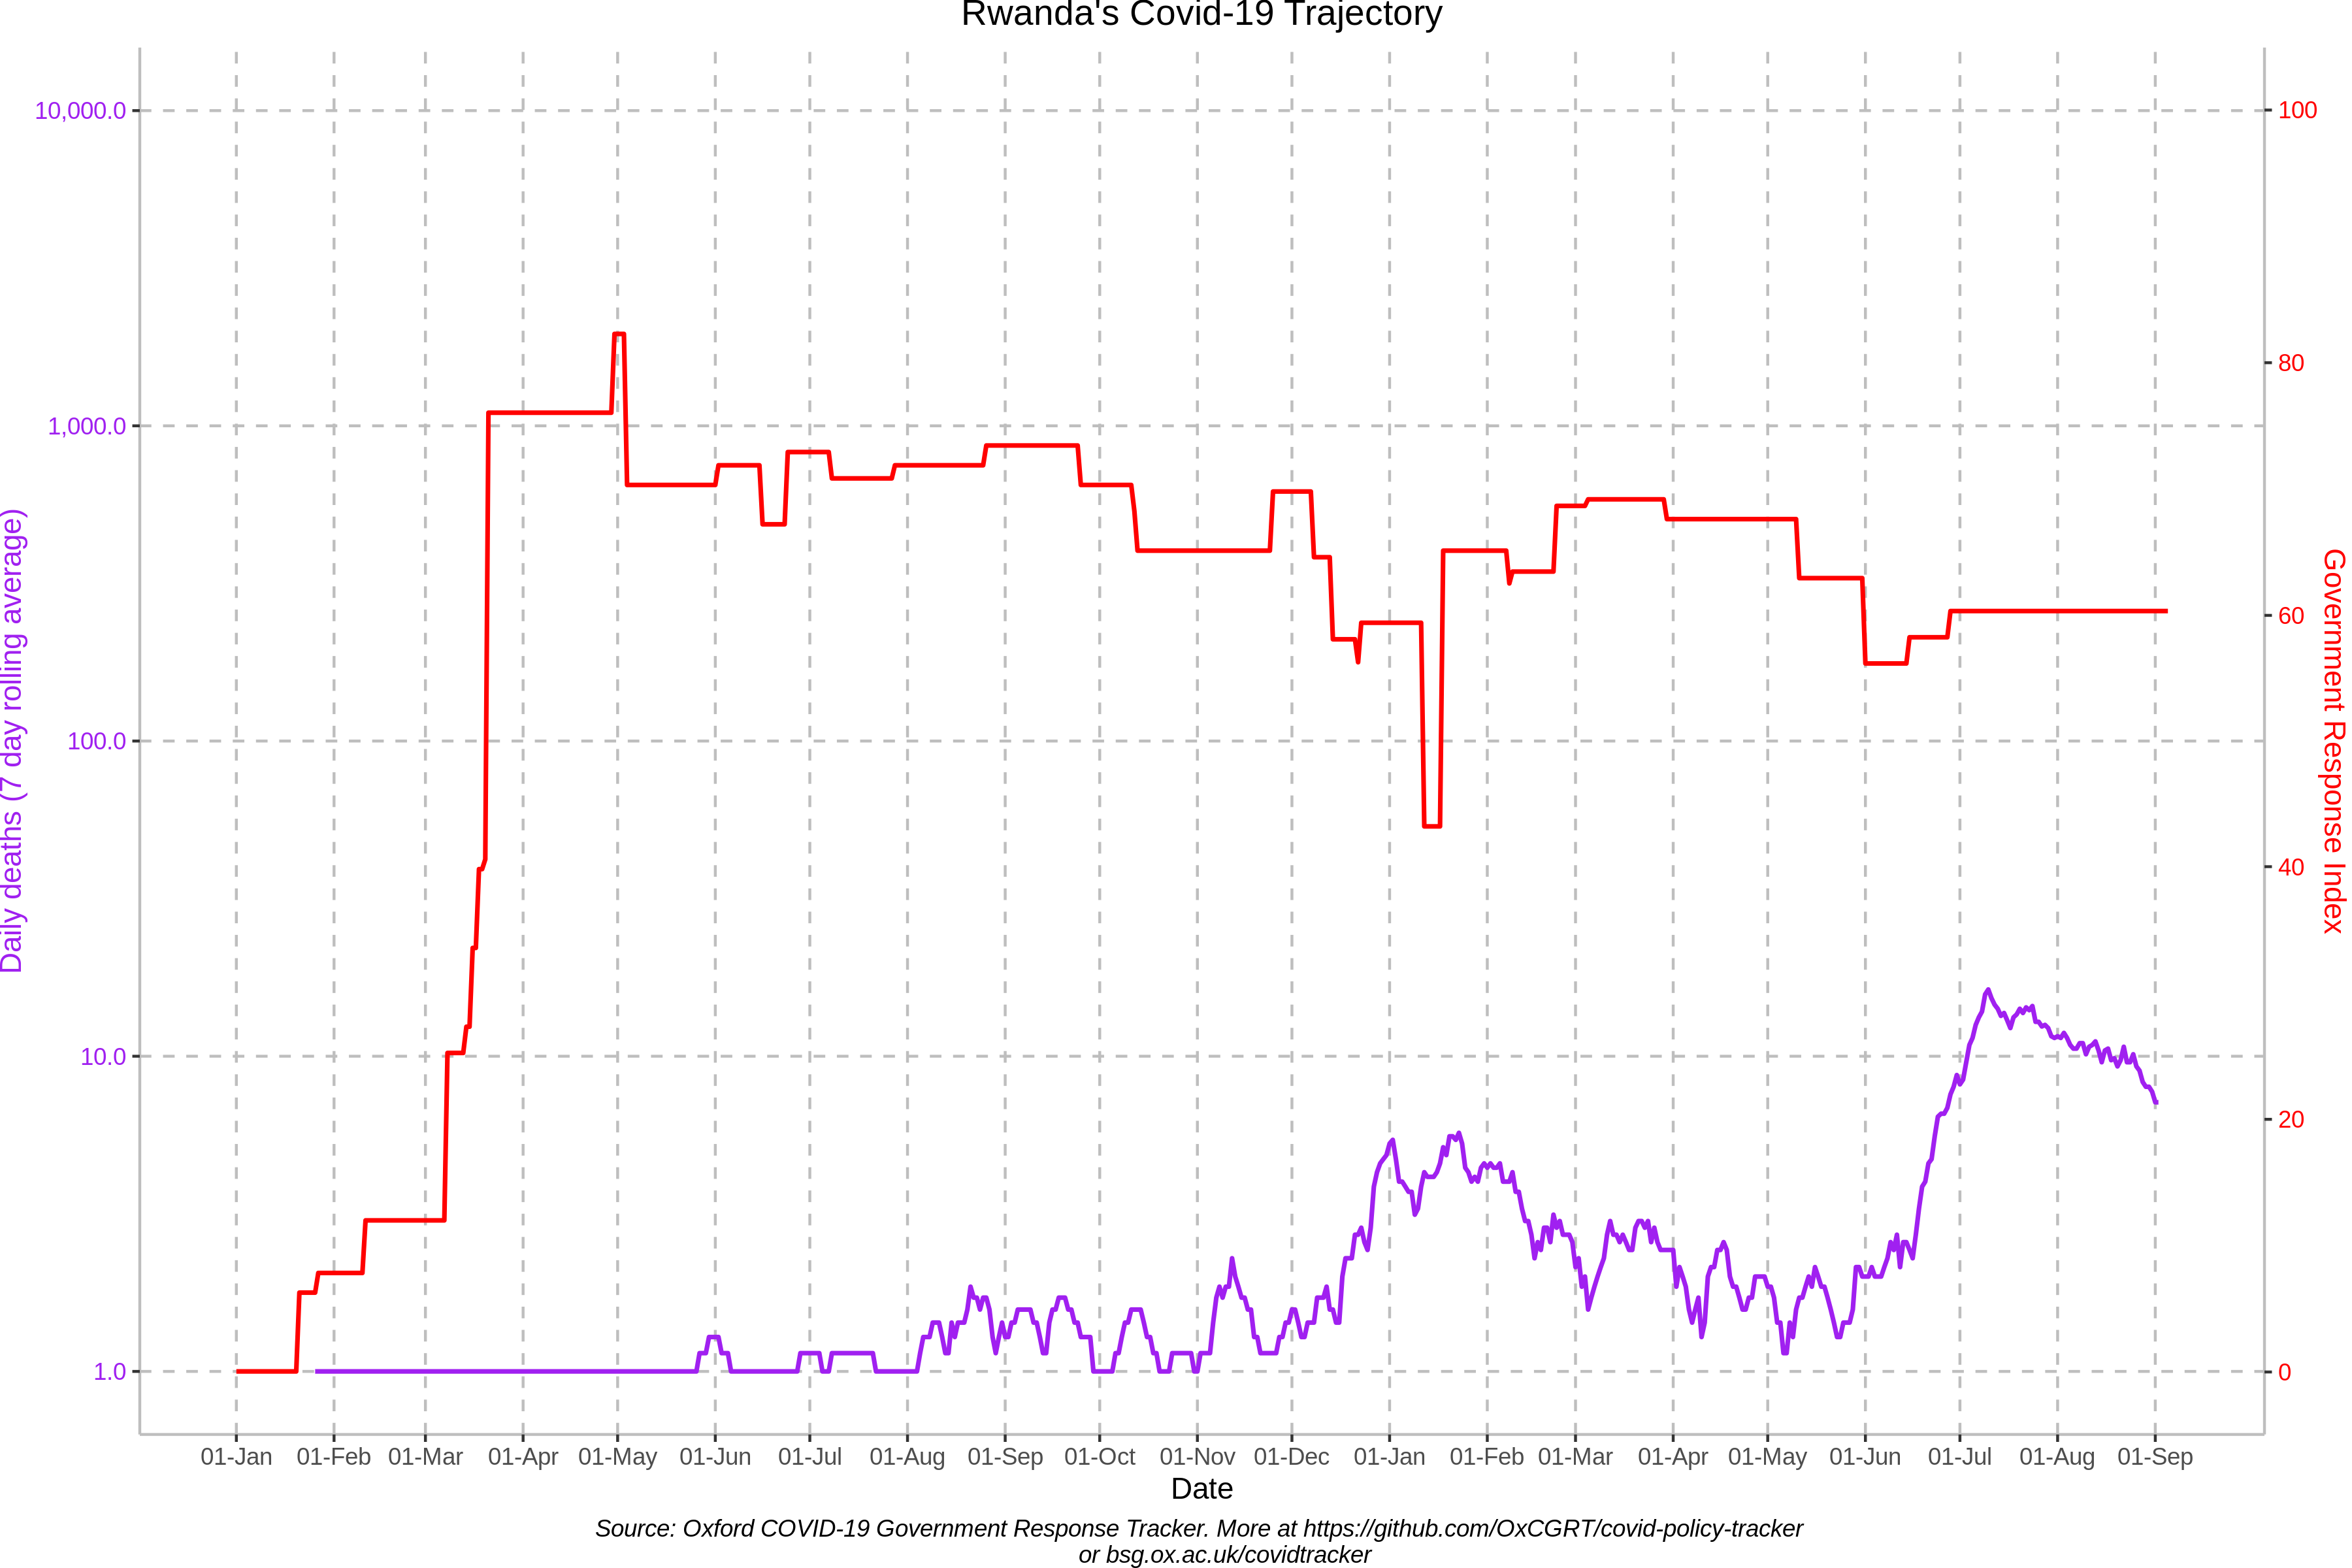 Rwanda's Covid-19 Trajectory
10,000.0
1,000.0
100.0
10.0
1.0
Daily deaths (7 day rolling average)
100
80
60
40
20
0
Government Response Index
01-Jan 01-Feb 01-Mar 01-Apr 01-May 01-Jun 01-Jul 01-Aug 01-Sep 01-Oct 01-Nov 01-Dec 01-Jan 01-Feb 01-Mar 01-Apr 01-May 01-Jun 01-Jul 01-Aug 01-Sep
Date
Source: Oxford COVID-19 Government Response Tracker. More at https://github.com/OxCGRT/covid-policy-tracker
or bsg.ox.ac.uk/covidtracker